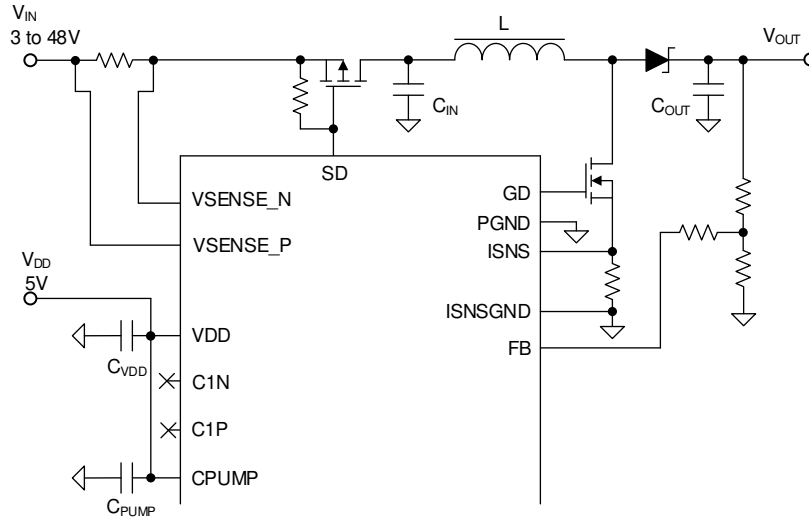 VIN
3 to 48V
L
VOUT
CIN
COUT
SD
GD
VSENSE_N
PGND
VSENSE_P
ISNS
VDD
5V
ISNSGND
VDD
FB
CVDD
C1N
C1P
CPUMP
CPUMP